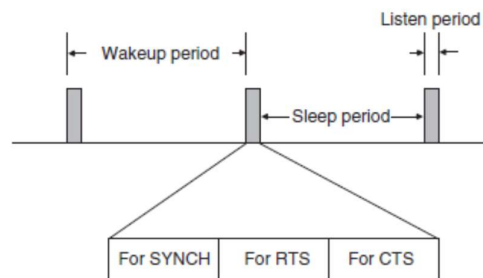 Listen period
Wakeup period
Sleep period
For SYNCH
For RTS
For CTS